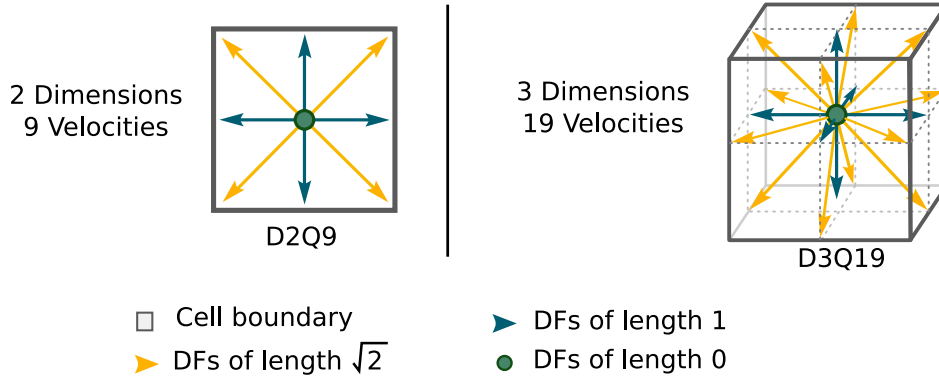 2 Dimensions
9 Velocities
D2Q9
3 Dimensions
19 Velocities
D3Q19
Cell boundary
DFs of length √2
DFs of length 1
DFs of length 0